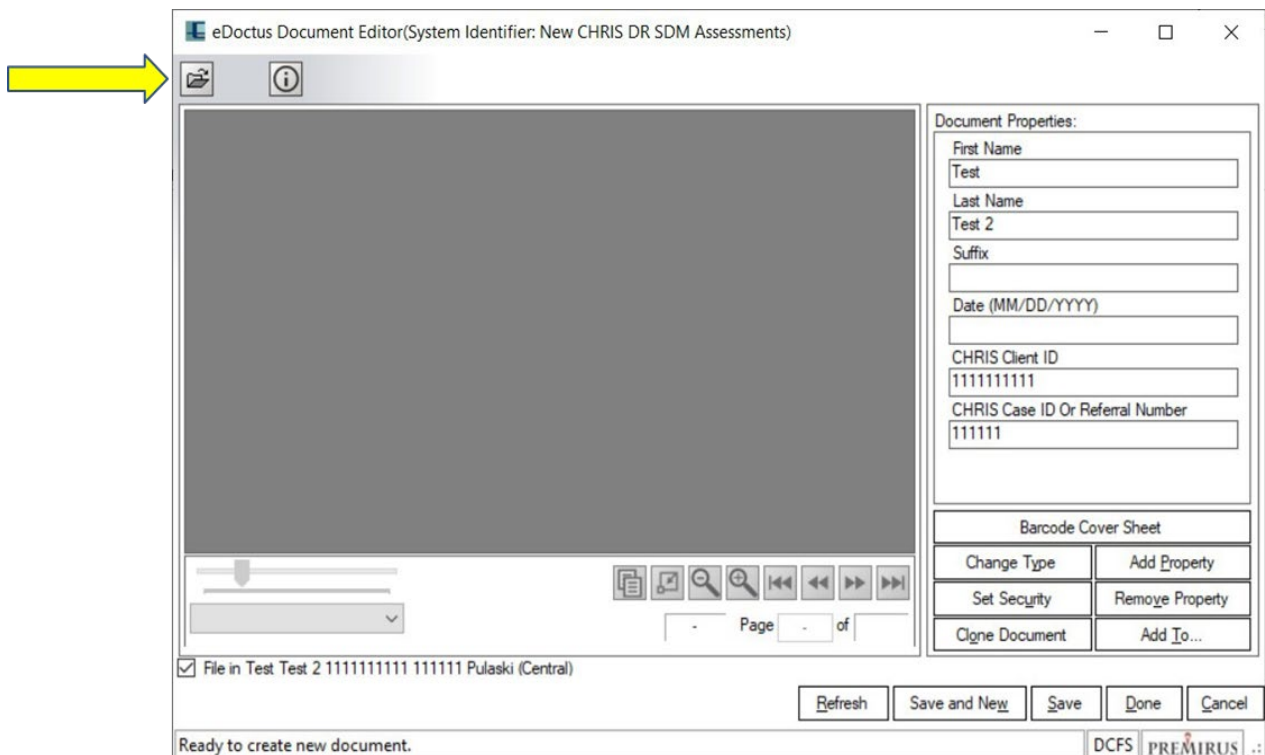 eDoctus Document Editor(System Identifier: New CHRIS DR SDM Assessments)
Document Properties:
First Name
Test
Last Name
Test 2
Suffix
Date (MM/DD/YYYY)
CHRIS Client ID
1111111111
CHRIS Case ID Or Referral Number
111111
Barcode Cover Sheet
Change Type Add Property
Set Security Remove Property
Clone Document Add To...
- Page - of
File in Test Test 2 1111111111 111111 Pulaski (Central)
Refresh Save and New Save Done Cancel
Ready to create new document. DCFS PREMIRUS